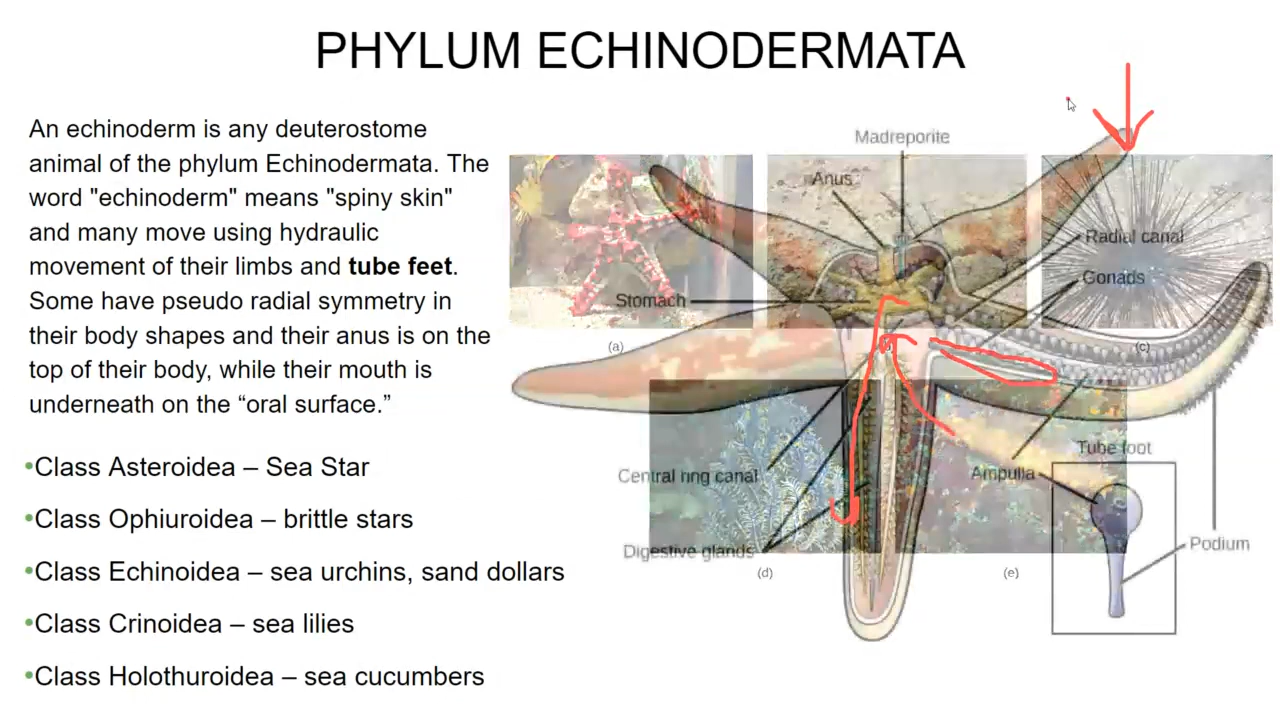 PHYLUM ECHINODERMATA
An echinoderm is any deuterostome
animal of the phylum Echinodermata. The
word "echinoderm" means "spiny skin"
and many move using hydraulic
movement of their limbs and tube feet.
Some have pseudo radial symmetry in
their body shapes and their anus is on the
top of their body, while their mouth is
underneath on the “oral surface.”
•Class Asteroidea – Sea Star
•Class Ophiuroidea – brittle stars
•Class Echinoidea – sea urchins, sand dollars
•Class Crinoidea – sea lilies
•Class Holothuroidea – sea cucumbers
Madreporite
Anus
Radial canal
Gonads
Stomach
(a)
(c)
Central ring canal
Tube foot
Ampulla
Digestive glands
Podium
(d)
(e)